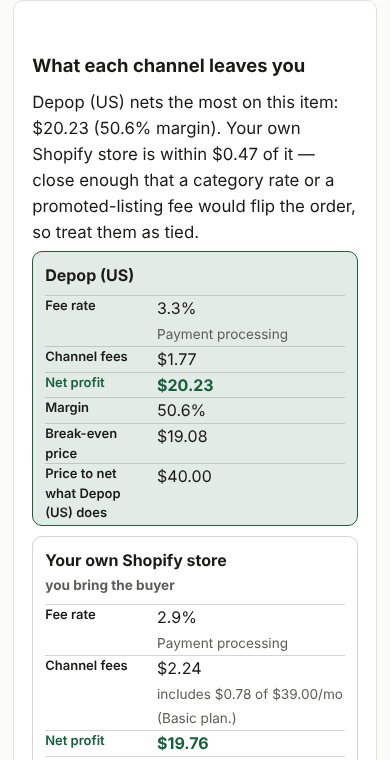 What each channel leaves you
Depop (US) nets the most on this item:
$20.23 (50.6% margin). Your own
Shopify store is within $0.47 of it —
close enough that a category rate or a
promoted-listing fee would flip the order,
so treat them as tied.
Depop (US)
Fee rate 3.3%
Payment processing
Channel fees $1.77
Net profit $20.23
Margin 50.6%
Break-even $19.08
price
Price to net $40.00
what Depop
(US) does
Your own Shopify store
you bring the buyer
Fee rate 2.9%
Payment processing
Channel fees $2.24
includes $0.78 of $39.00/mo
(Basic plan.)
Net profit $19.76